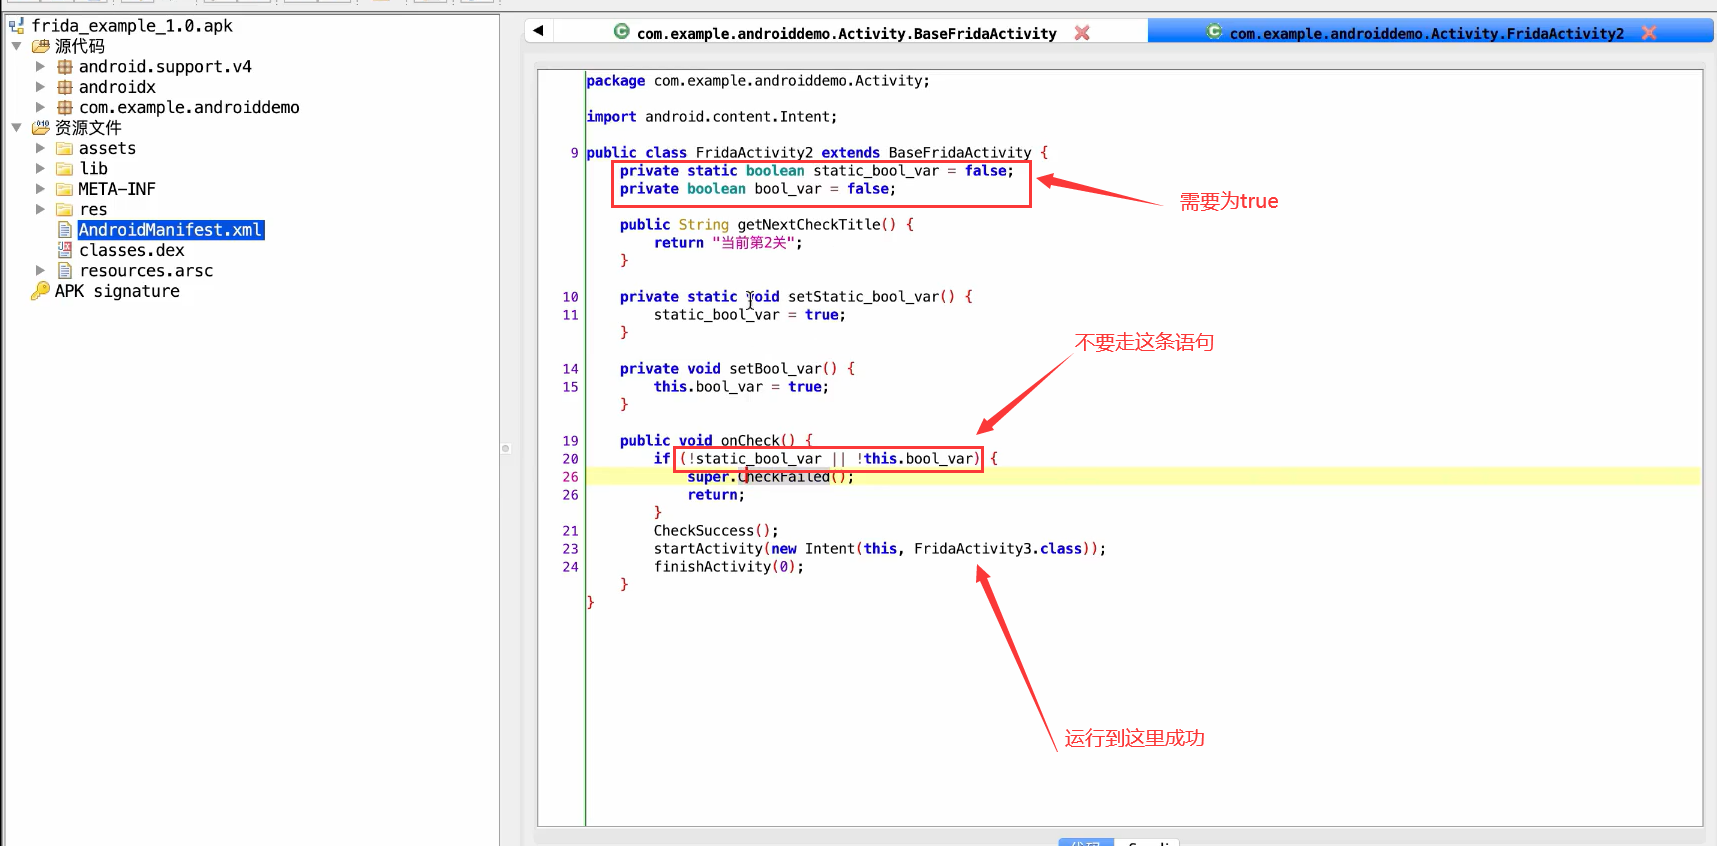 frida_example_1.0.apk
源代码
android.support.v4
androidx
com.example.androiddemo
资源文件
assets
lib
META-INF
res
AndroidManifest.xml
classes.dex
resources.arsc
APK signature
com.example.androiddemo.Activity.BaseFridaActivity
com.example.androiddemo.Activity.FridaActivity2
package com.example.androiddemo.Activity;
import android.content.Intent;
9 public class FridaActivity2 extends BaseFridaActivity {
private static boolean static_bool_var = false;
private boolean bool_var = false;
需要为true
public String getNextCheckTitle() {
return "当前第2关";
}
10 private static void setStatic_bool_var() {
11 static_bool_var = true;
}
不要走这条语句
14 private void setBool_var() {
15 this.bool_var = true;
}
19 public void onCheck() {
20 if (!static_bool_var || !this.bool_var) {
26 super.CheckFailed();
26 return;
}
21 CheckSuccess();
23 startActivity(new Intent(this, FridaActivity3.class));
24 finishActivity(0);
}
}
运行到这里成功
代码